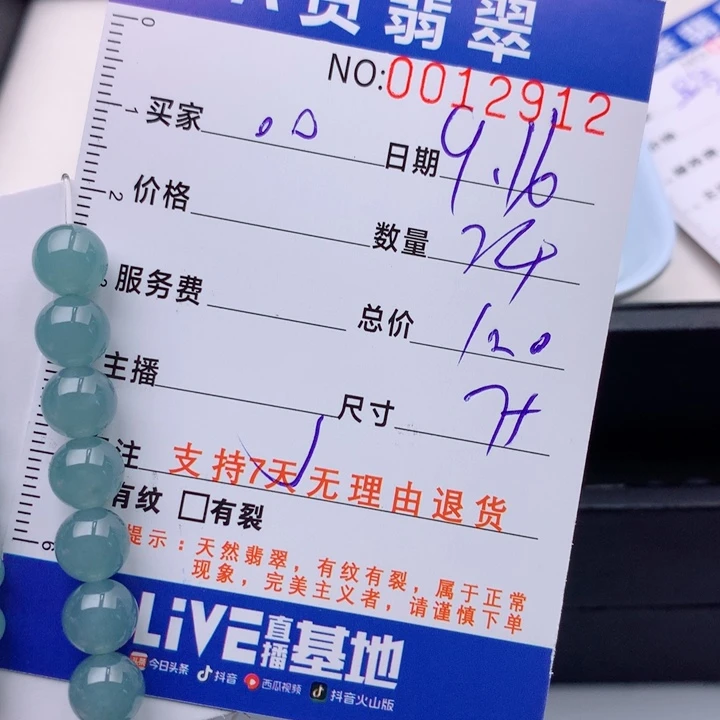 货翡翠
NO:0012912
买家
日期 9.16
价格
数量 24
服务费
总价 120
主播
尺寸
注 支持7天无理由退货
有纹 □有裂
提示：天然翡翠，有纹有裂，属于正常
现象，完美主义者，请谨慎下单
LiVE直播基地
今日头条 抖音 西瓜视频 抖音火山版
0
1
2
6